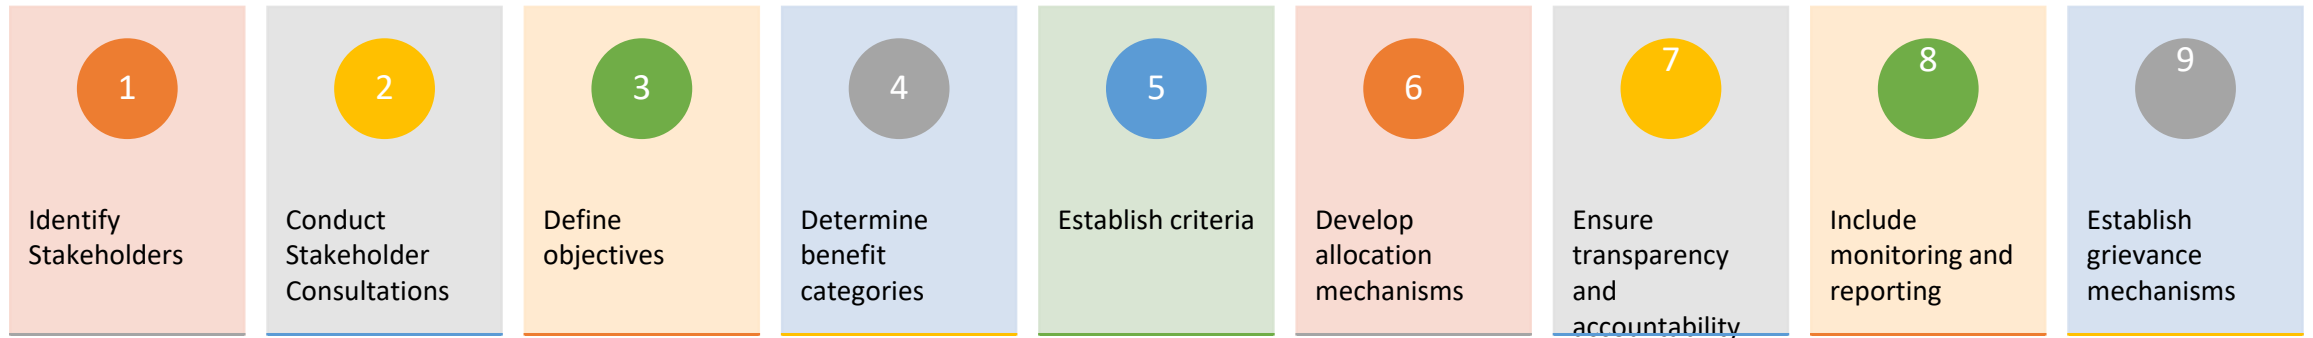 1
Identify
Stakeholders
2
Conduct
Stakeholder
Consultations
3
Define
objectives
4
Determine
benefit
categories
5
Establish criteria
6
Develop
allocation
mechanisms
7
Ensure
transparency
and
accountability
8
Include
monitoring and
reporting
9
Establish
grievance
mechanisms